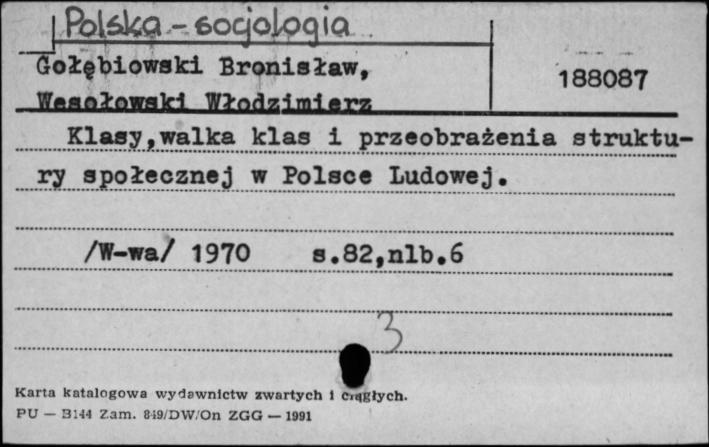 Polska - socjologia
Gołębiowski Bronisław,
188087
Wesołowski Włodzimierz
Klasy,walka klas i przeobrażenia struktu-
ry społecznej w Polsce Ludowej.
/W-wa/ 1970 s.82,nlb.6
3
Karta katalogowa wydawnictw zwartych i ciągłych.
PU — B144 Zam. 849/DW/On ZGG — 1991